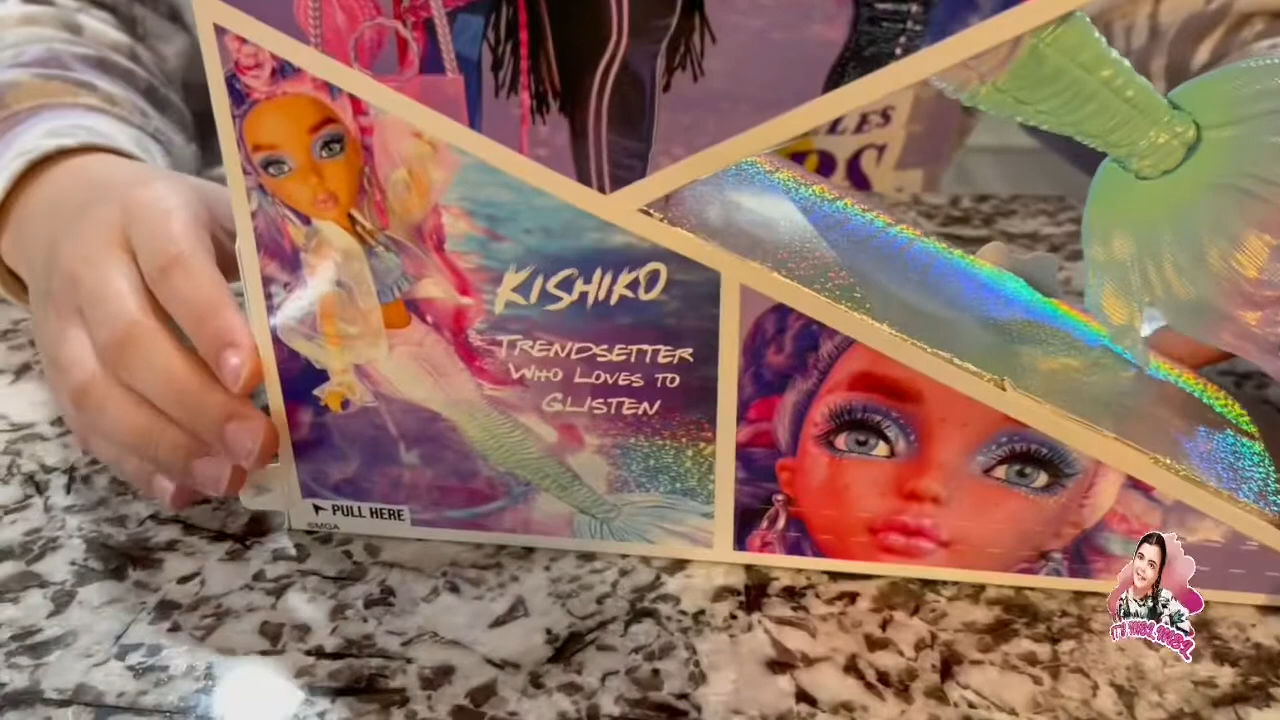 KISHIKO
TRENDSETTER
WHO LOVES TO
GLISTEN
PULL HERE
©MGA